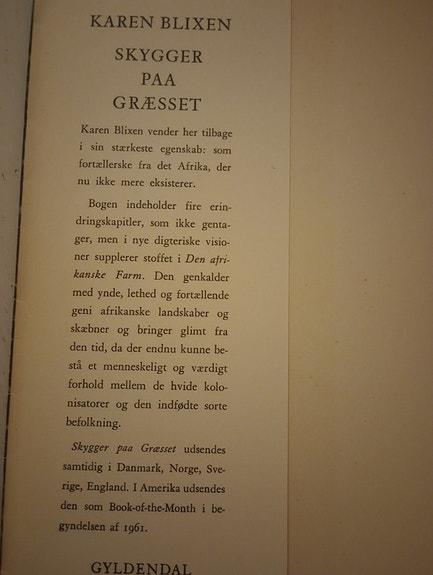 KAREN BLIXEN
SKYGGER
PAA
GRÆSSET
Karen Blixen vender her tilbage
i sin stærkeste egenskab: som
fortællerske fra det Afrika, der
nu ikke mere eksisterer.
Bogen indeholder fire erin-
dringskapitler, som ikke genta-
ger, men i nye digteriske visio-
ner supplerer stoffet i Den afri-
kanske Farm. Den genkalder
med ynde, lethed og fortællende
geni afrikanske landskaber og
skæbner og bringer glimt fra
den tid, da der endnu kunne be-
stå et menneskeligt og værdigt
forhold mellem de hvide kolo-
nisatorer og den indfødte sorte
befolkning.
Skygger paa Græsset udsendes
samtidig i Danmark, Norge, Sve-
rige, England. I Amerika udsendes
den som Book-of-the-Month i be-
gyndelsen af 1961.
GYLDENDAL